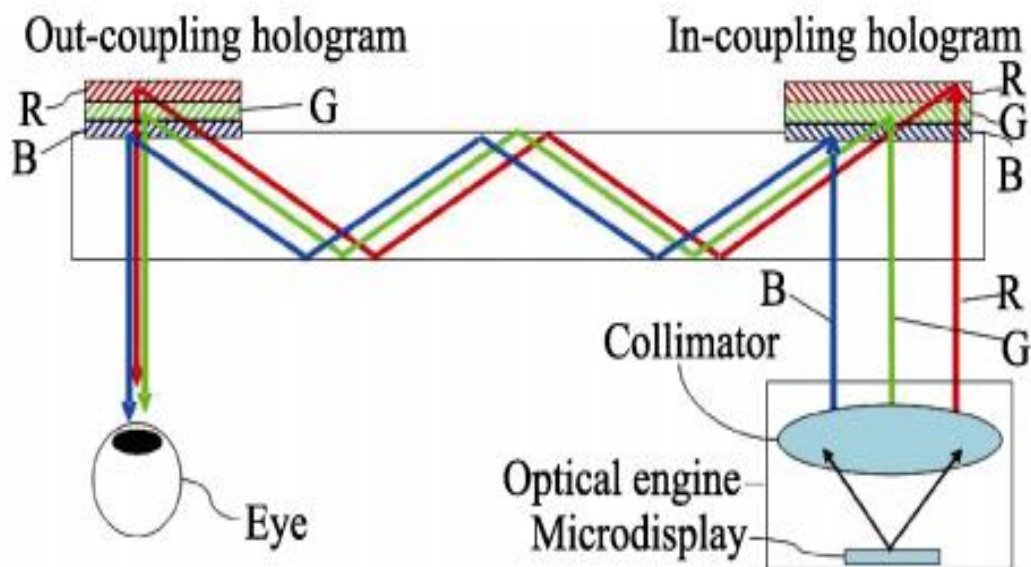 Out-coupling hologram
In-coupling hologram
R
G
B
R
G
B
B
R
G
Collimator
Optical engine
Microdisplay
Eye